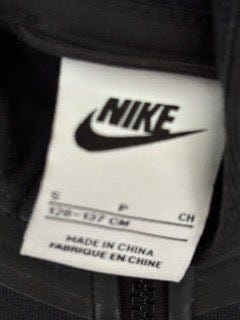 NIKE
S P CH
128-137 CM
MADE IN CHINA
FABRIQUÉ EN CHINE